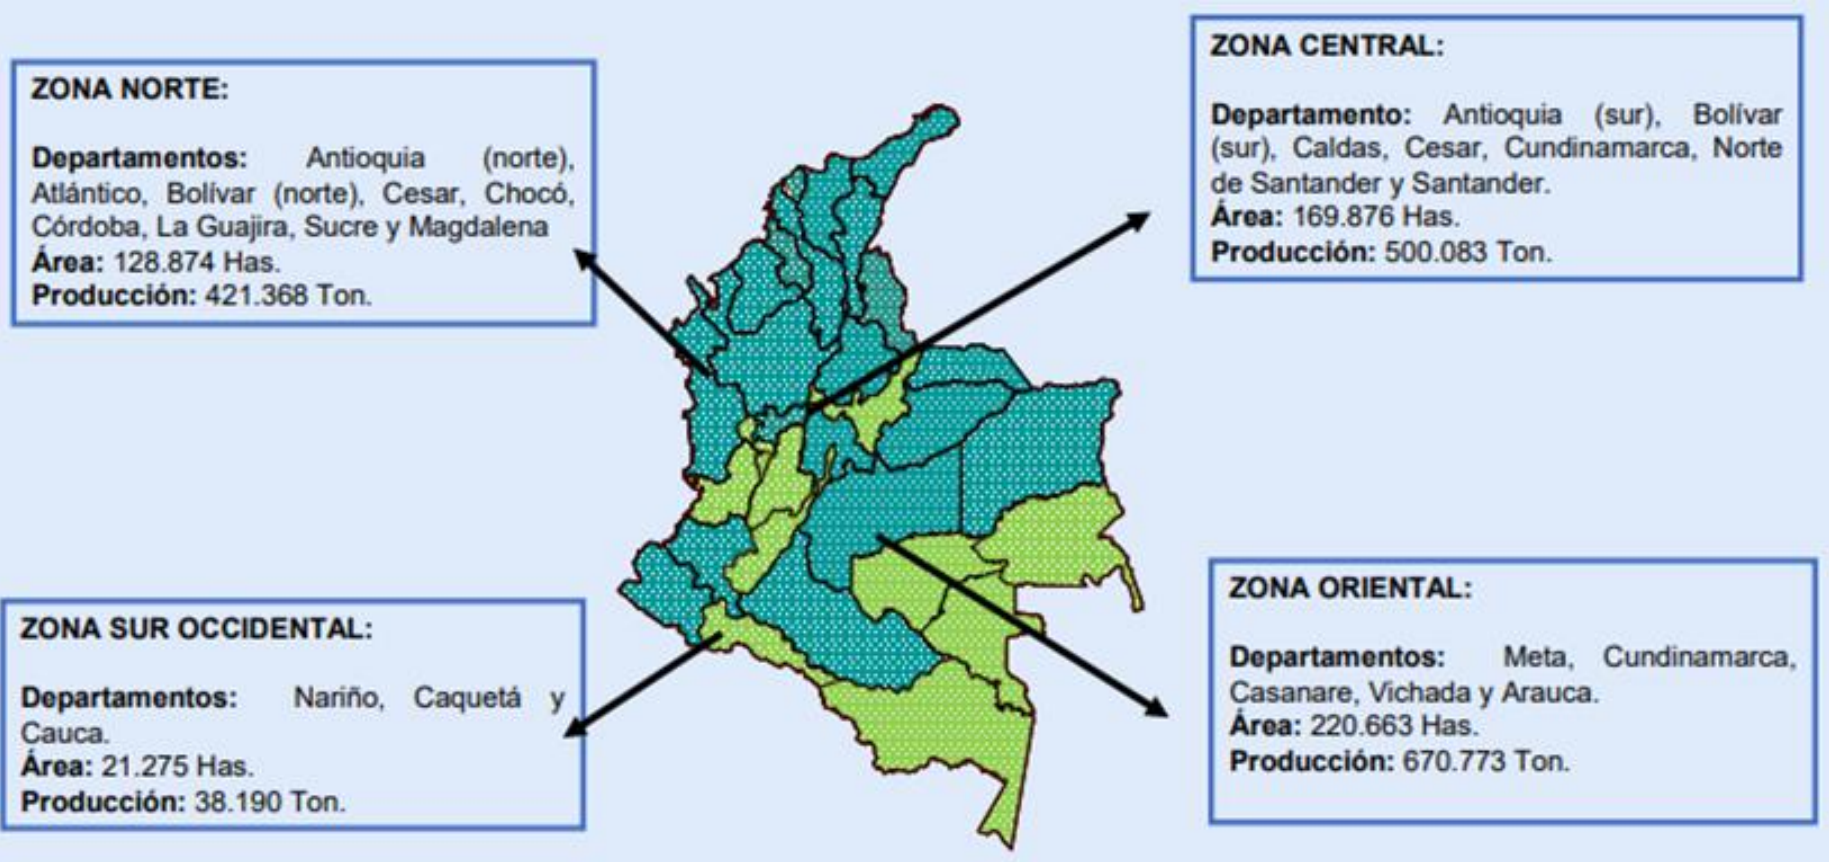 ZONA NORTE:
Departamentos: Antioquia (norte),
Atlántico, Bolívar (norte), Cesar, Chocó,
Córdoba, La Guajira, Sucre y Magdalena
Área: 128.874 Has.
Producción: 421.368 Ton.
ZONA CENTRAL:
Departamento: Antioquia (sur), Bolívar
(sur), Caldas, Cesar, Cundinamarca, Norte
de Santander y Santander.
Área: 169.876 Has.
Producción: 500.083 Ton.
ZONA SUR OCCIDENTAL:
Departamentos: Nariño, Caquetá y
Cauca.
Área: 21.275 Has.
Producción: 38.190 Ton.
ZONA ORIENTAL:
Departamentos: Meta, Cundinamarca,
Casanare, Vichada y Arauca.
Área: 220.663 Has.
Producción: 670.773 Ton.